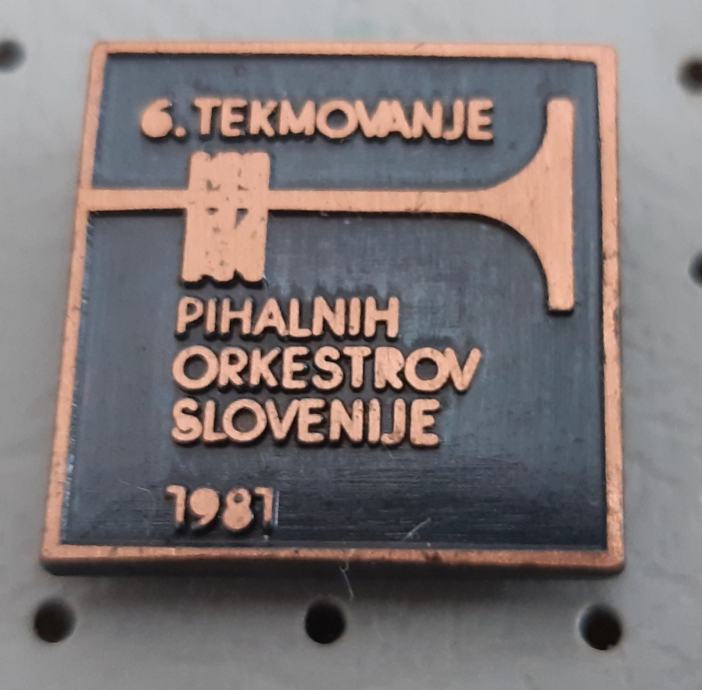 6. TEKMOVANJE
PIHALNIH
ORKESTROV
SLOVENIJE
1981